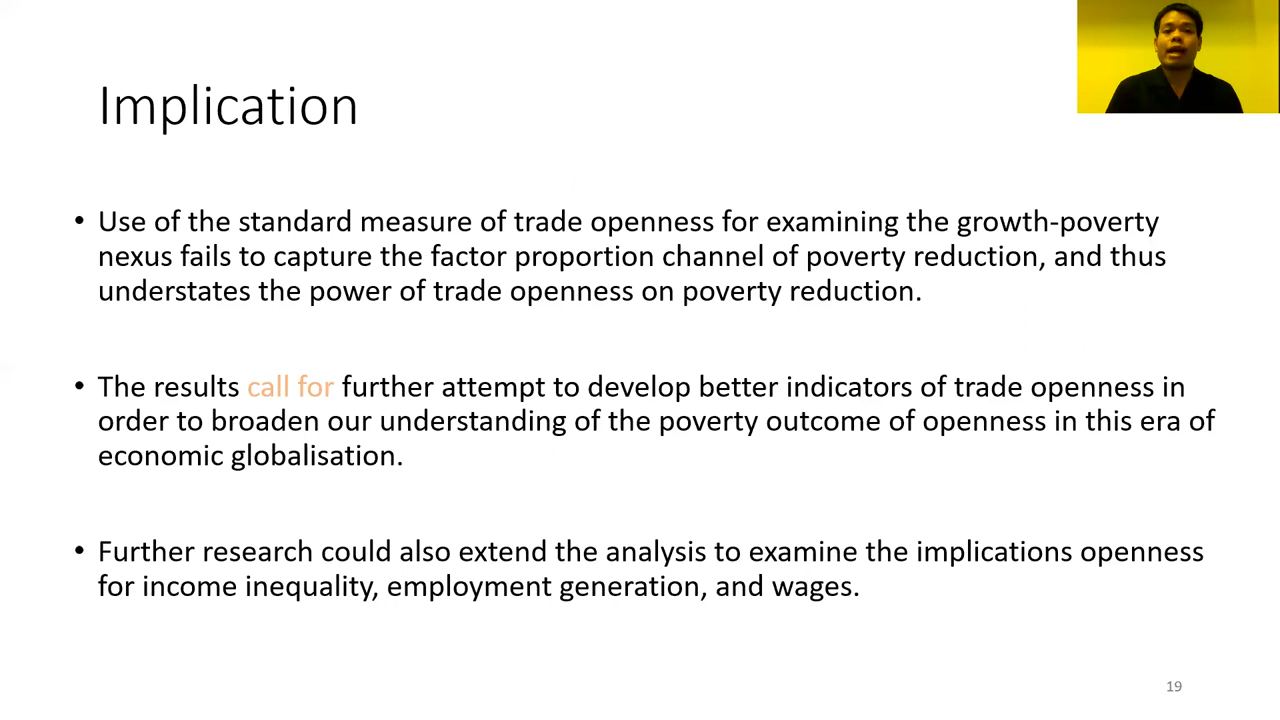 Implication
• Use of the standard measure of trade openness for examining the growth-poverty
nexus fails to capture the factor proportion channel of poverty reduction, and thus
understates the power of trade openness on poverty reduction.
• The results call for further attempt to develop better indicators of trade openness in
order to broaden our understanding of the poverty outcome of openness in this era of
economic globalisation.
• Further research could also extend the analysis to examine the implications openness
for income inequality, employment generation, and wages.
19